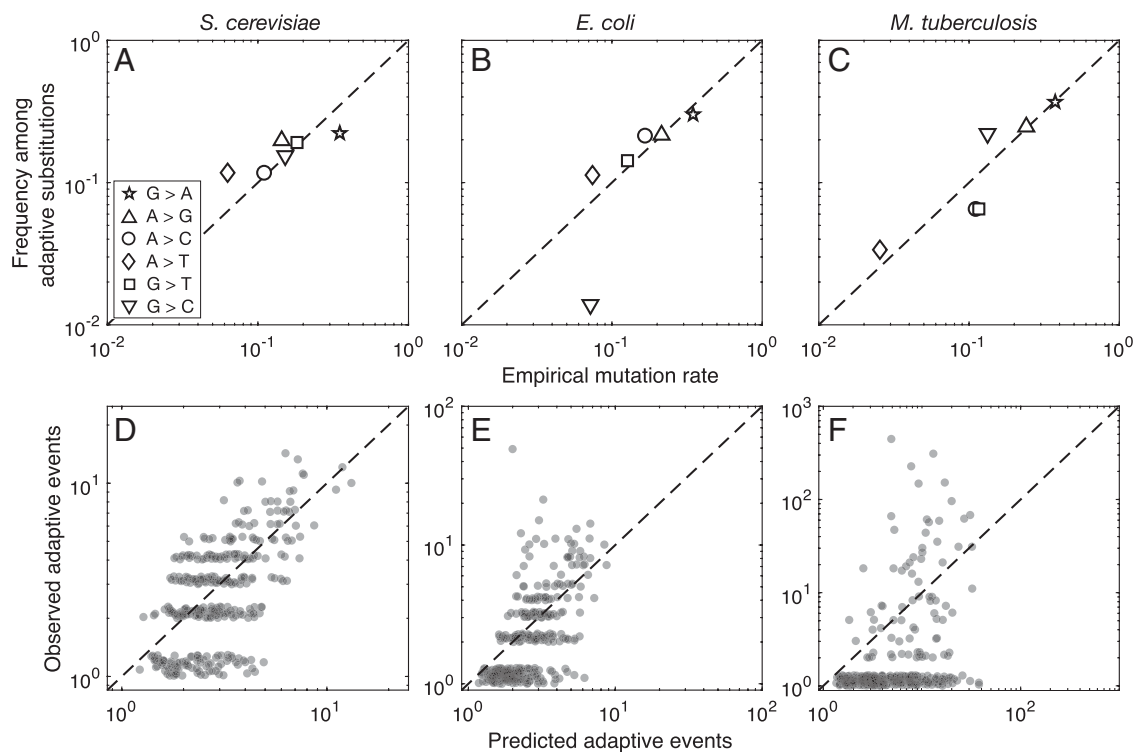 S. cerevisiae
E. coli
M. tuberculosis
A
B
C
Frequency among
adaptive substitutions
10^0
10^-1
10^-2
G > A
A > G
A > C
A > T
G > T
G > C
10^-2
10^-1
10^0
10^-2
10^-1
10^0
10^-2
10^-1
10^0
Empirical mutation rate
D
E
F
Observed adaptive events
10^1
10^0
10^2
10^1
10^0
10^3
10^2
10^1
10^0
10^0
10^1
10^0
10^1
10^2
10^0
10^2
Predicted adaptive events